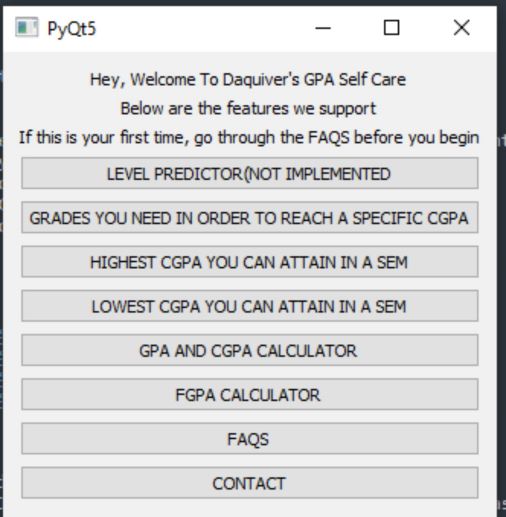 PyQt5
Hey, Welcome To Daquiver's GPA Self Care
Below are the features we support
If this is your first time, go through the FAQS before you begin
LEVEL PREDICTOR(NOT IMPLEMENTED
GRADES YOU NEED IN ORDER TO REACH A SPECIFIC CGPA
HIGHEST CGPA YOU CAN ATTAIN IN A SEM
LOWEST CGPA YOU CAN ATTAIN IN A SEM
GPA AND CGPA CALCULATOR
FGPA CALCULATOR
FAQS
CONTACT